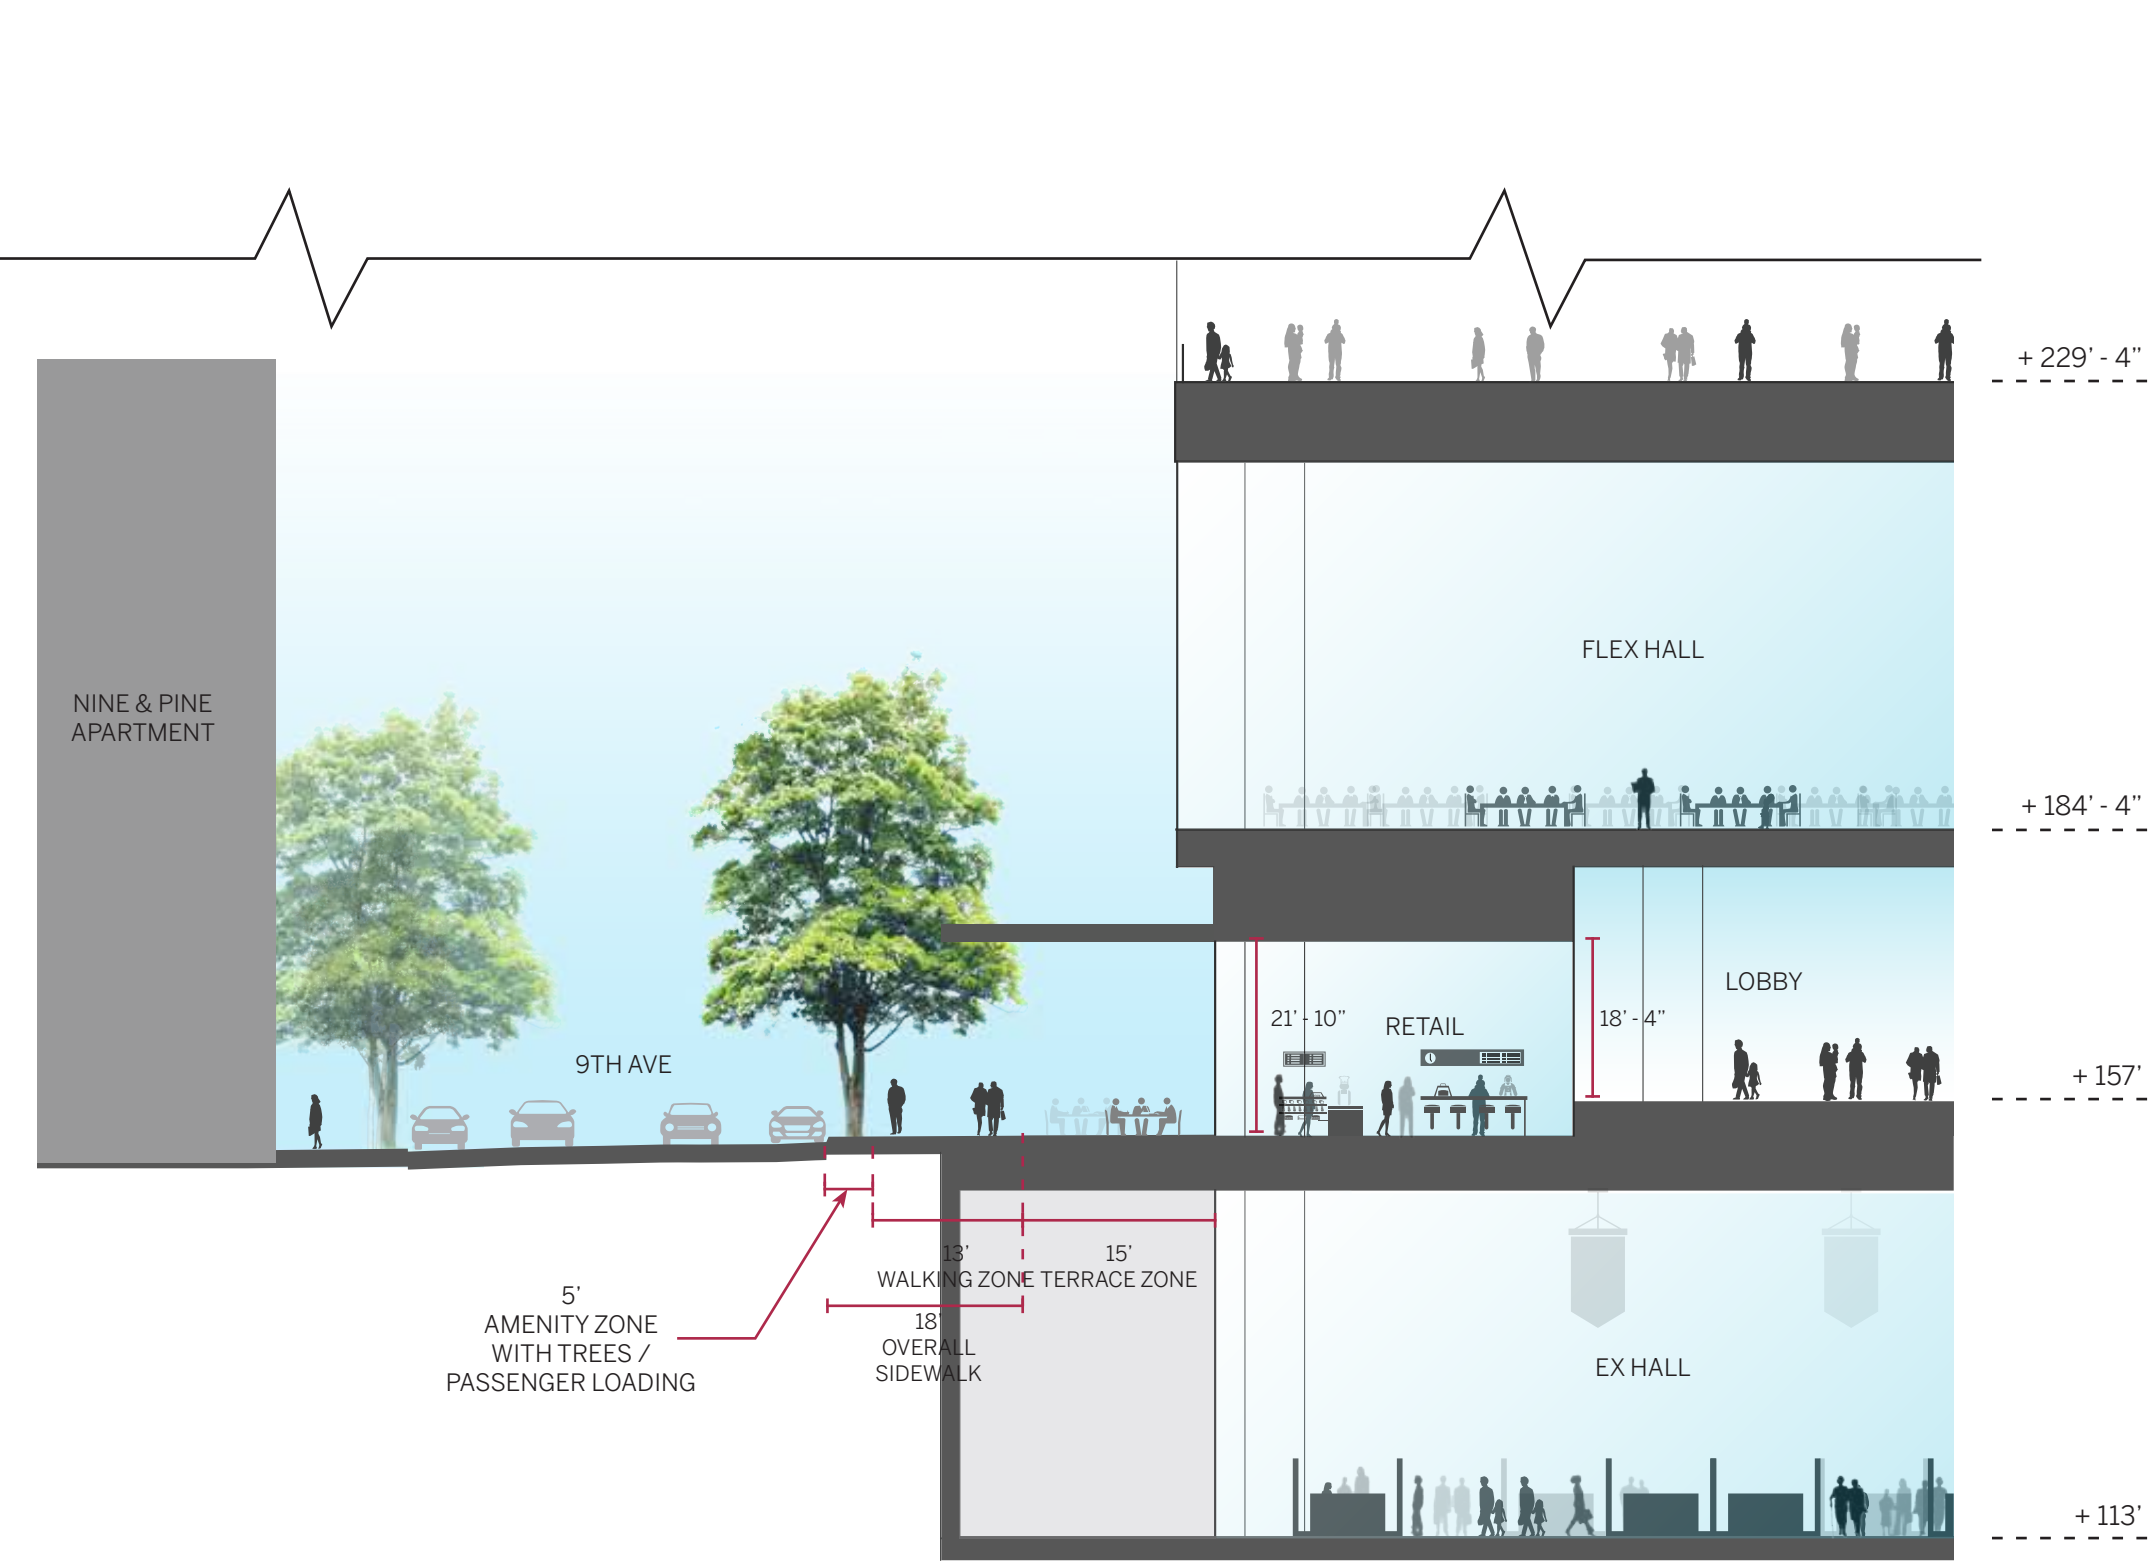 + 229’ - 4”
FLEX HALL
NINE & PINE
APARTMENT
+ 184’ - 4”
LOBBY
21’ - 10”
RETAIL
18’ - 4”
9TH AVE
+ 157’
13’
WALKING ZONE
15’
TERRACE ZONE
5’
AMENITY ZONE
WITH TREES /
PASSENGER LOADING
18’
OVERALL
SIDEWALK
EX HALL
+ 113’